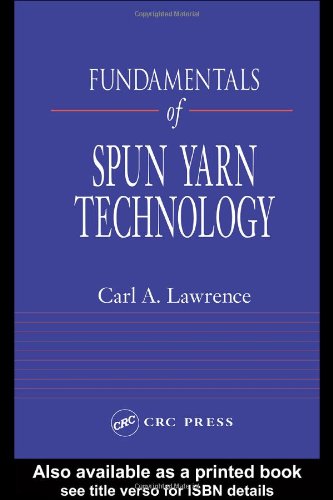 FUNDAMENTALS
of
SPUN YARN
TECHNOLOGY
Carl A. Lawrence
CRC CRC PRESS
Also available as a printed book
see title verso for ISBN details